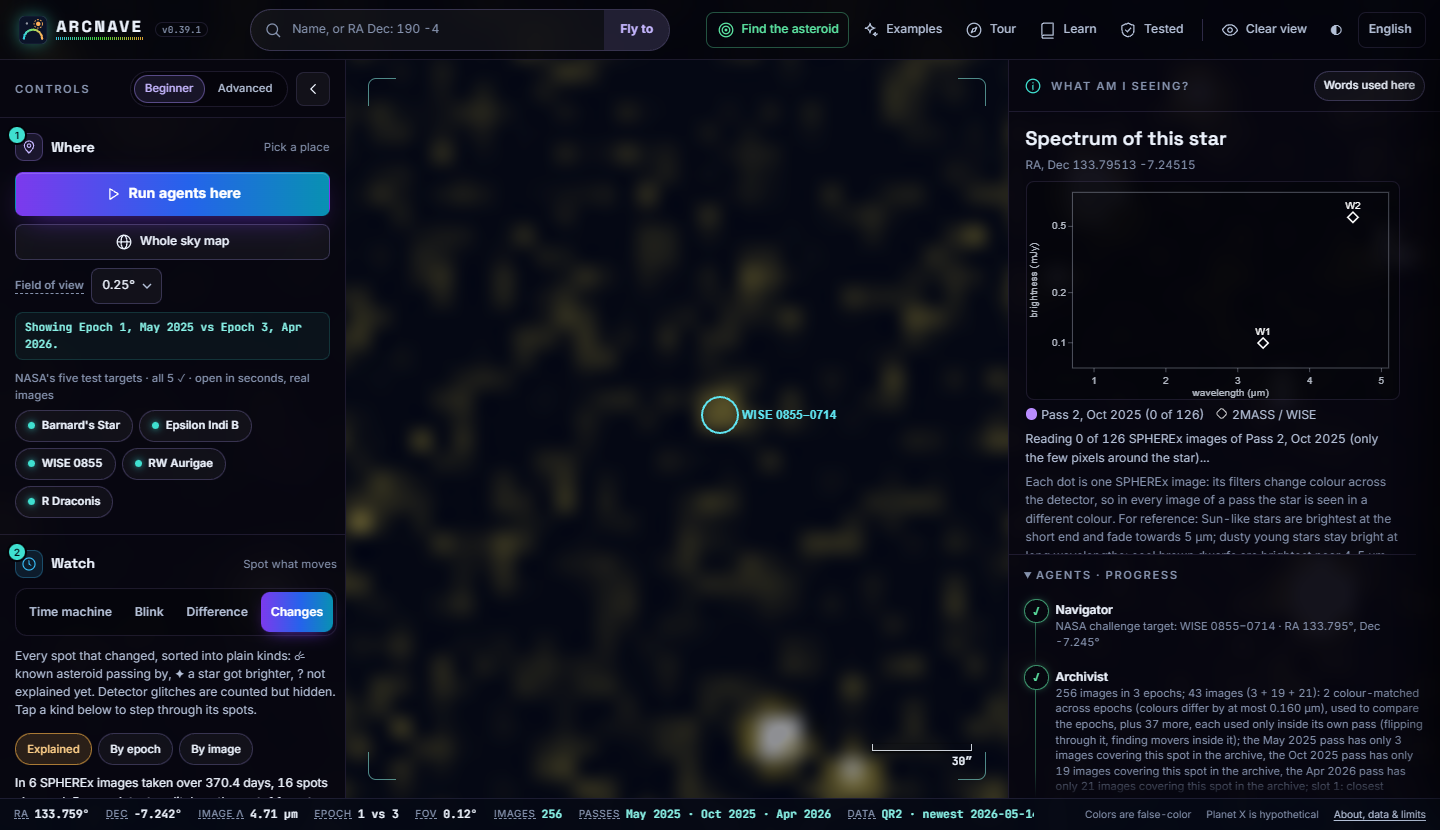 ARCNAVE
v0.39.1
Name, or RA Dec: 190 -4
Fly to
Find the asteroid
Examples
Tour
Learn
Tested
Clear view
English
CONTROLS
Beginner
Advanced
1
Where
Pick a place
Run agents here
Whole sky map
Field of view
0.25°
Showing Epoch 1, May 2025 vs Epoch 3, Apr
2026.
NASA's five test targets · all 5 ✓ · open in seconds, real
images
Barnard's Star
Epsilon Indi B
WISE 0855
RW Aurigae
R Draconis
2
Watch
Spot what moves
Time machine
Blink
Difference
Changes
Every spot that changed, sorted into plain kinds: ☄
known asteroid passing by, ✦ a star got brighter, ? not
explained yet. Detector glitches are counted but hidden.
Tap a kind below to step through its spots.
Explained
By epoch
By image
In 6 SPHEREx images taken over 370.4 days, 16 spots
WISE 0855−0714
30″
WHAT AM I SEEING?
Words used here
Spectrum of this star
RA, Dec 133.79513 -7.24515
brightness (mJy)
0.5
0.2
0.1
W2
W1
1 2 3 4 5
wavelength (µm)
Pass 2, Oct 2025 (0 of 126)
2MASS / WISE
Reading 0 of 126 SPHEREx images of Pass 2, Oct 2025 (only
the few pixels around the star)...
Each dot is one SPHEREx image: its filters change colour across
the detector, so in every image of a pass the star is seen in a
different colour. For reference: Sun-like stars are brightest at the
short end and fade towards 5 µm; dusty young stars stay bright at
▾ AGENTS · PROGRESS
Navigator
NASA challenge target: WISE 0855−0714 · RA 133.795°, Dec
-7.245°
Archivist
256 images in 3 epochs; 43 images (3 + 19 + 21): 2 colour-matched
across epochs (colours differ by at most 0.160 µm), used to compare
the epochs, plus 37 more, each used only inside its own pass (flipping
through it, finding movers inside it); the May 2025 pass has only 3
images covering this spot in the archive, the Oct 2025 pass has only
19 images covering this spot in the archive, the Apr 2026 pass has
only 21 images covering this spot in the archive; slot 1: closest
RA 133.759°
DEC -7.242°
IMAGE Λ 4.71 µm
EPOCH 1 vs 3
FOV 0.12°
IMAGES 256
PASSES May 2025 · Oct 2025 · Apr 2026
DATA QR2 · newest 2026-05-1
Colors are false-color
Planet X is hypothetical
About, data & limits